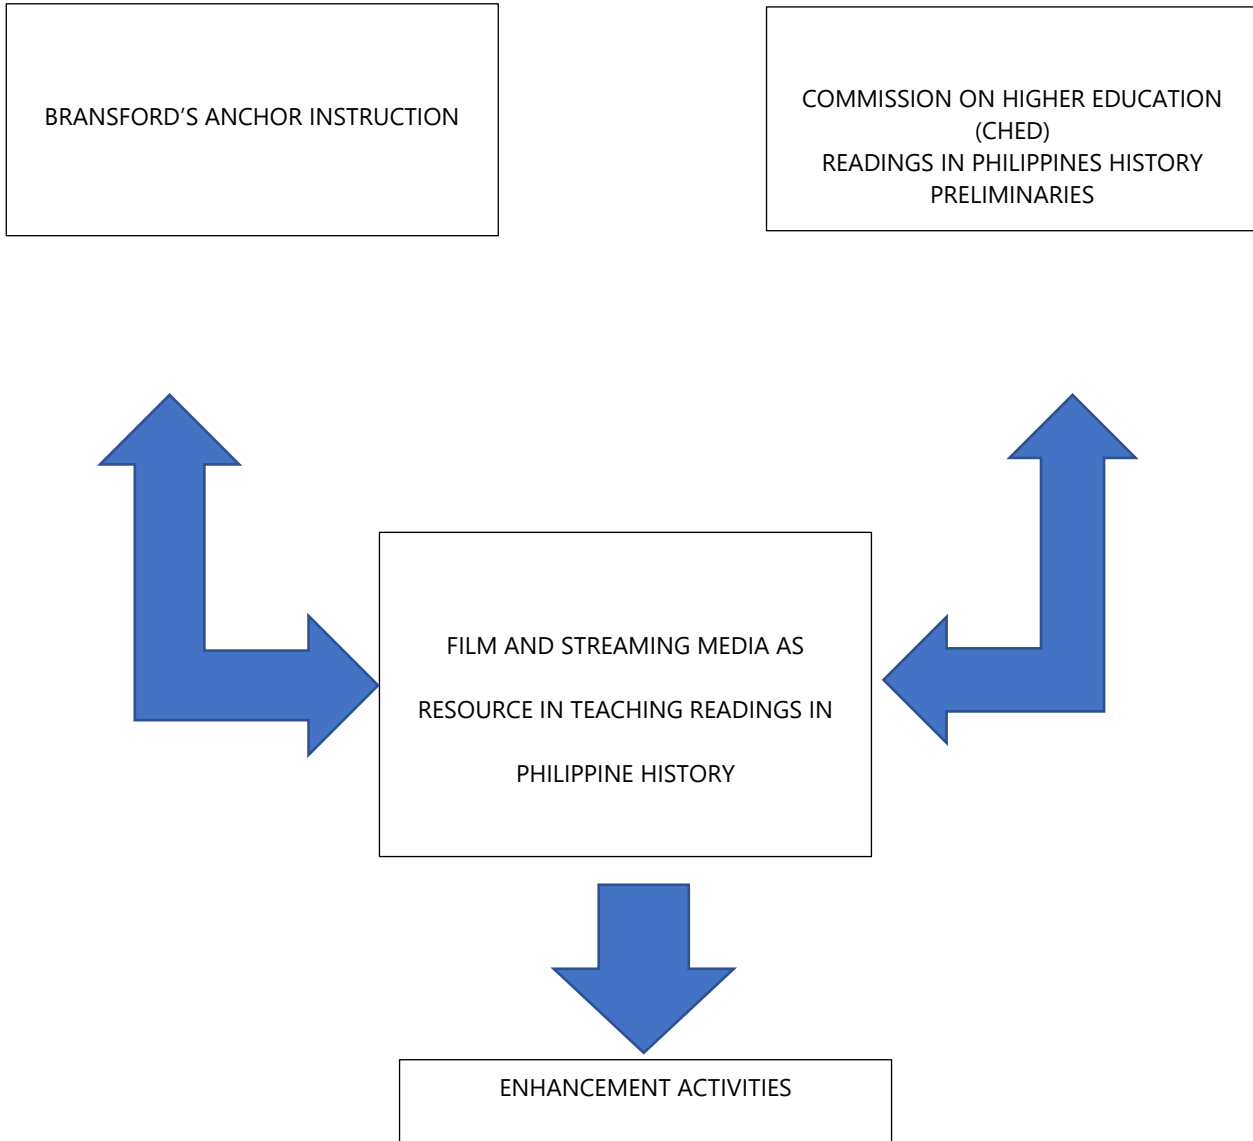 BRANSFORD’S ANCHOR INSTRUCTION
COMMISSION ON HIGHER EDUCATION
(CHED)
READINGS IN PHILIPPINES HISTORY
PRELIMINARIES
FILM AND STREAMING MEDIA AS
RESOURCE IN TEACHING READINGS IN
PHILIPPINE HISTORY
ENHANCEMENT ACTIVITIES